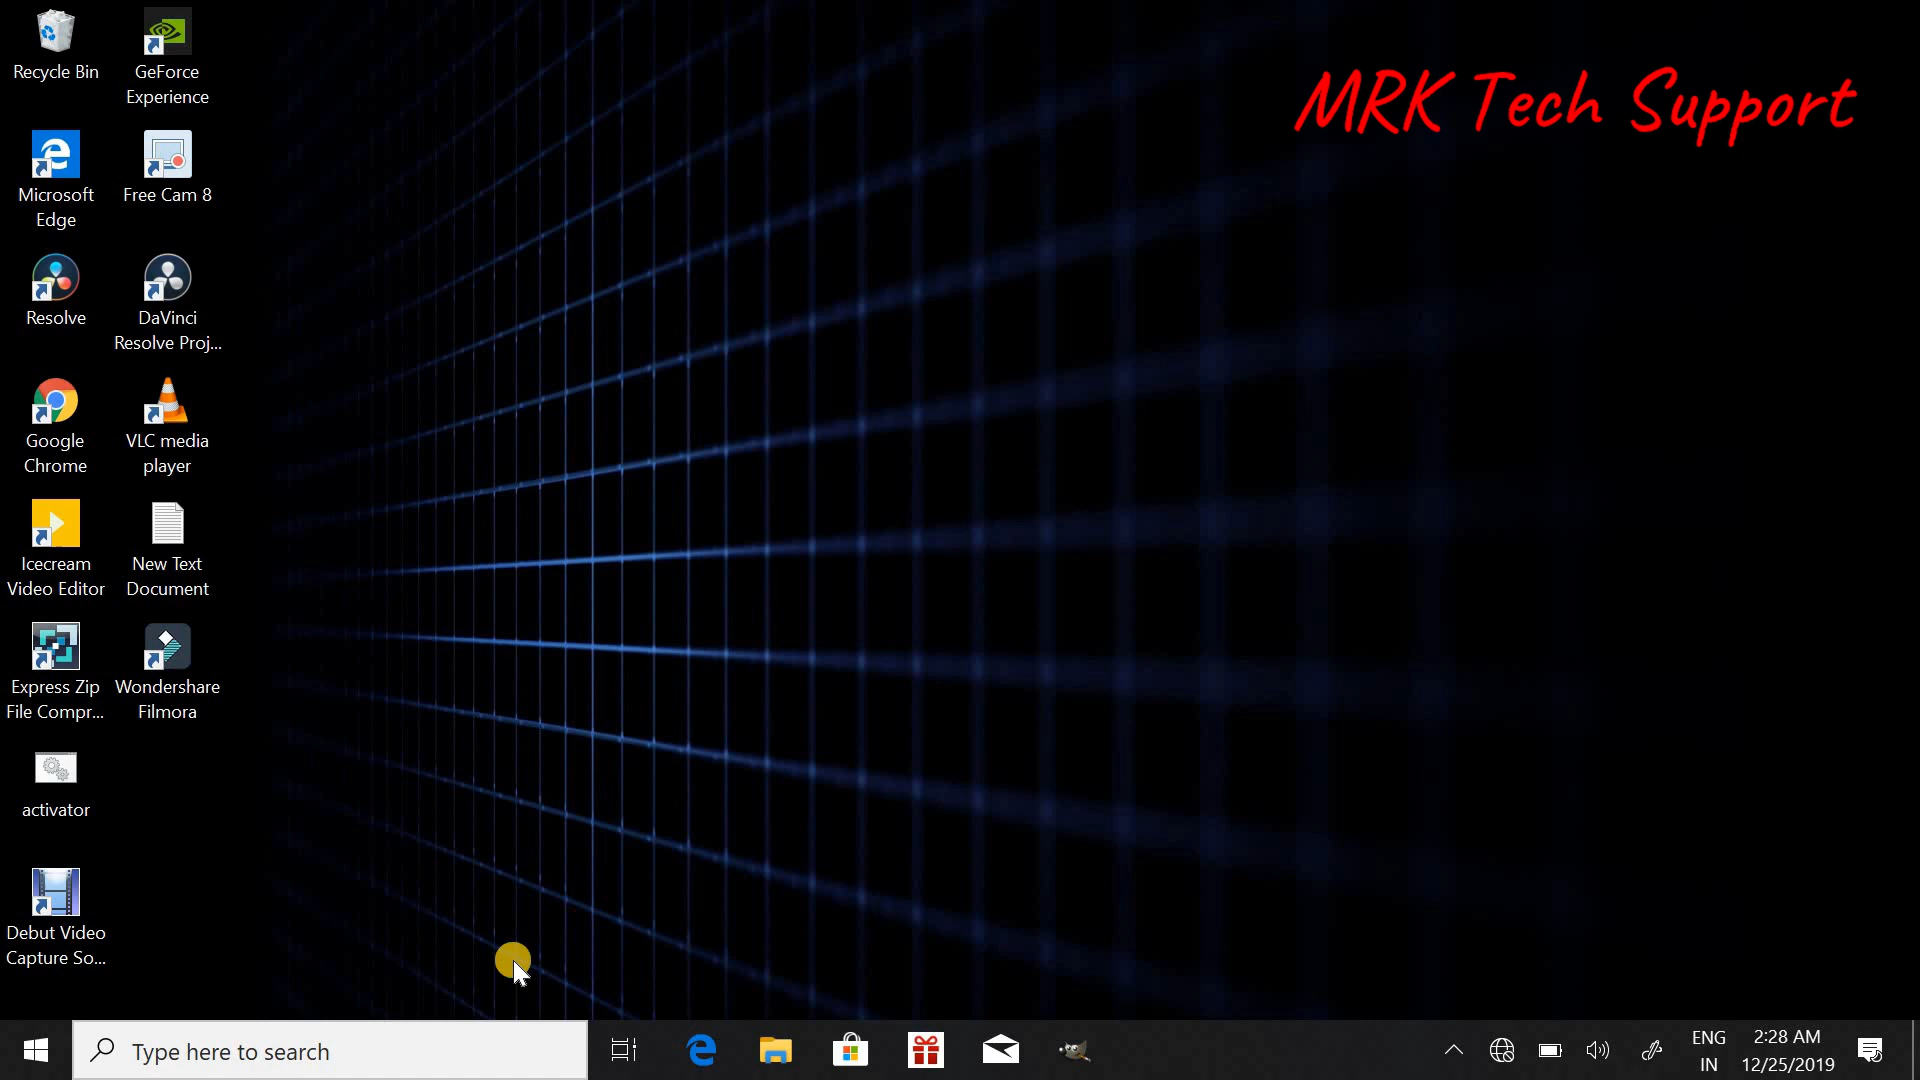 MRK Tech Support
Recycle Bin
GeForce
Experience
Microsoft
Edge
Free Cam 8
Resolve
DaVinci
Resolve Proj...
Google
Chrome
VLC media
player
Icecream
Video Editor
New Text
Document
Express Zip
File Compr...
Wondershare
Filmora
activator
Debut Video
Capture So...
Type here to search
ENG
IN
2:28 AM
12/25/2019